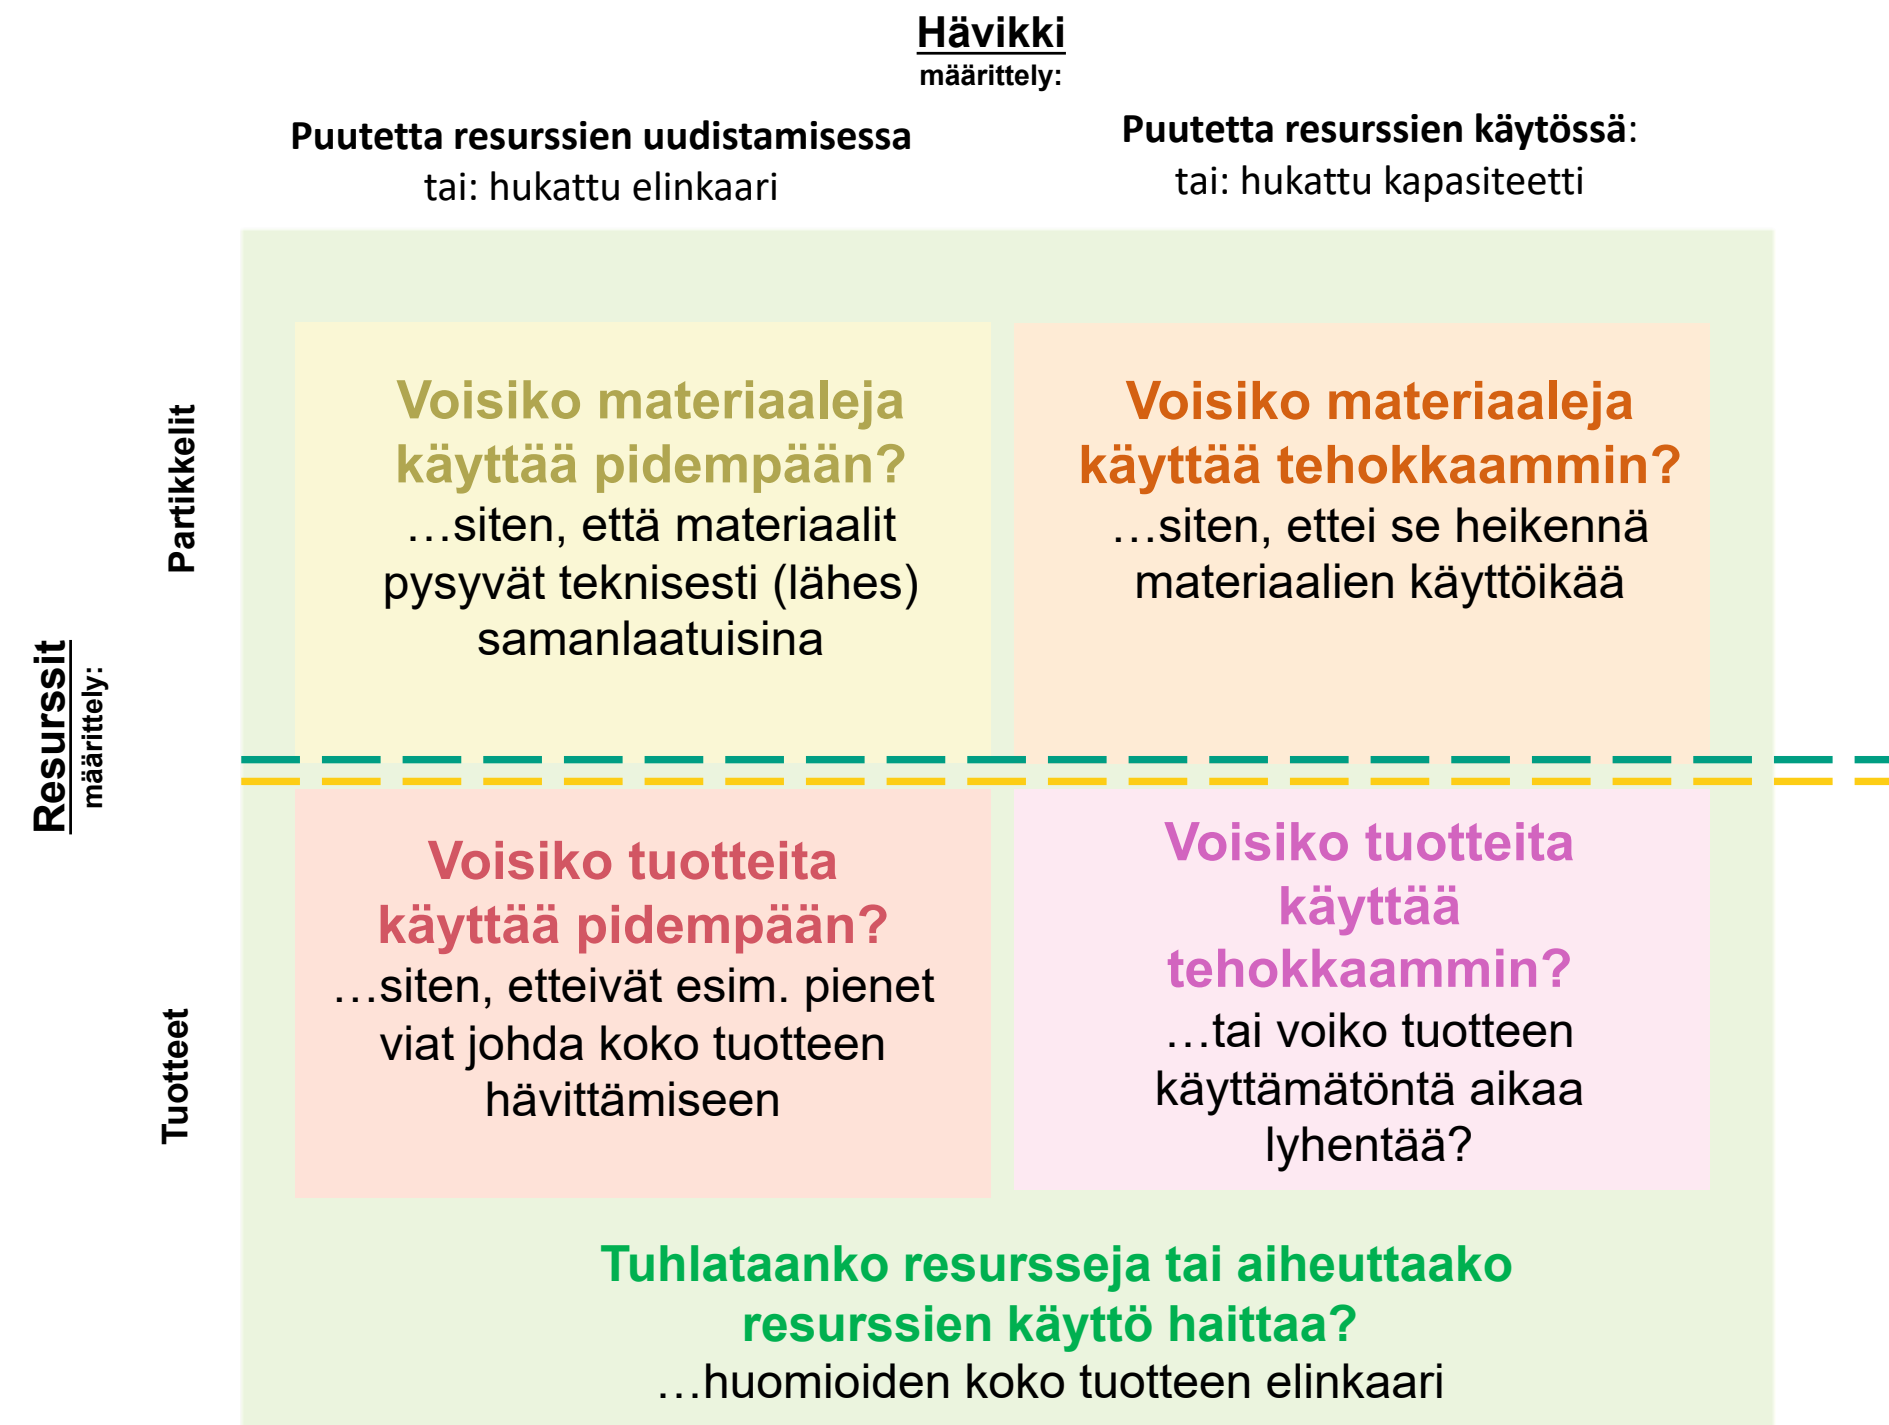 Hävikki
määrittely:
Puutetta resurssien uudistamisessa
tai: hukattu elinkaari
Puutetta resurssien käytössä:
tai: hukattu kapasiteetti
Resurssit
määrittely:
Partikkelit
Voisiko materiaaleja
käyttää pidempään?
…siten, että materiaalit
pysyvät teknisesti (lähes)
samanlaatuisina
Voisiko materiaaleja
käyttää tehokkaammin?
…siten, ettei se heikennä
materiaalien käyttöikää
Tuotteet
Voisiko tuotteita
käyttää pidempään?
…siten, etteivät esim. pienet
viat johda koko tuotteen
hävittämiseen
Voisiko tuotteita
käyttää
tehokkaammin?
…tai voiko tuotteen
käyttämätöntä aikaa
lyhentää?
Tuhlataanko resursseja tai aiheuttaako
resurssien käyttö haittaa?
…huomioiden koko tuotteen elinkaari